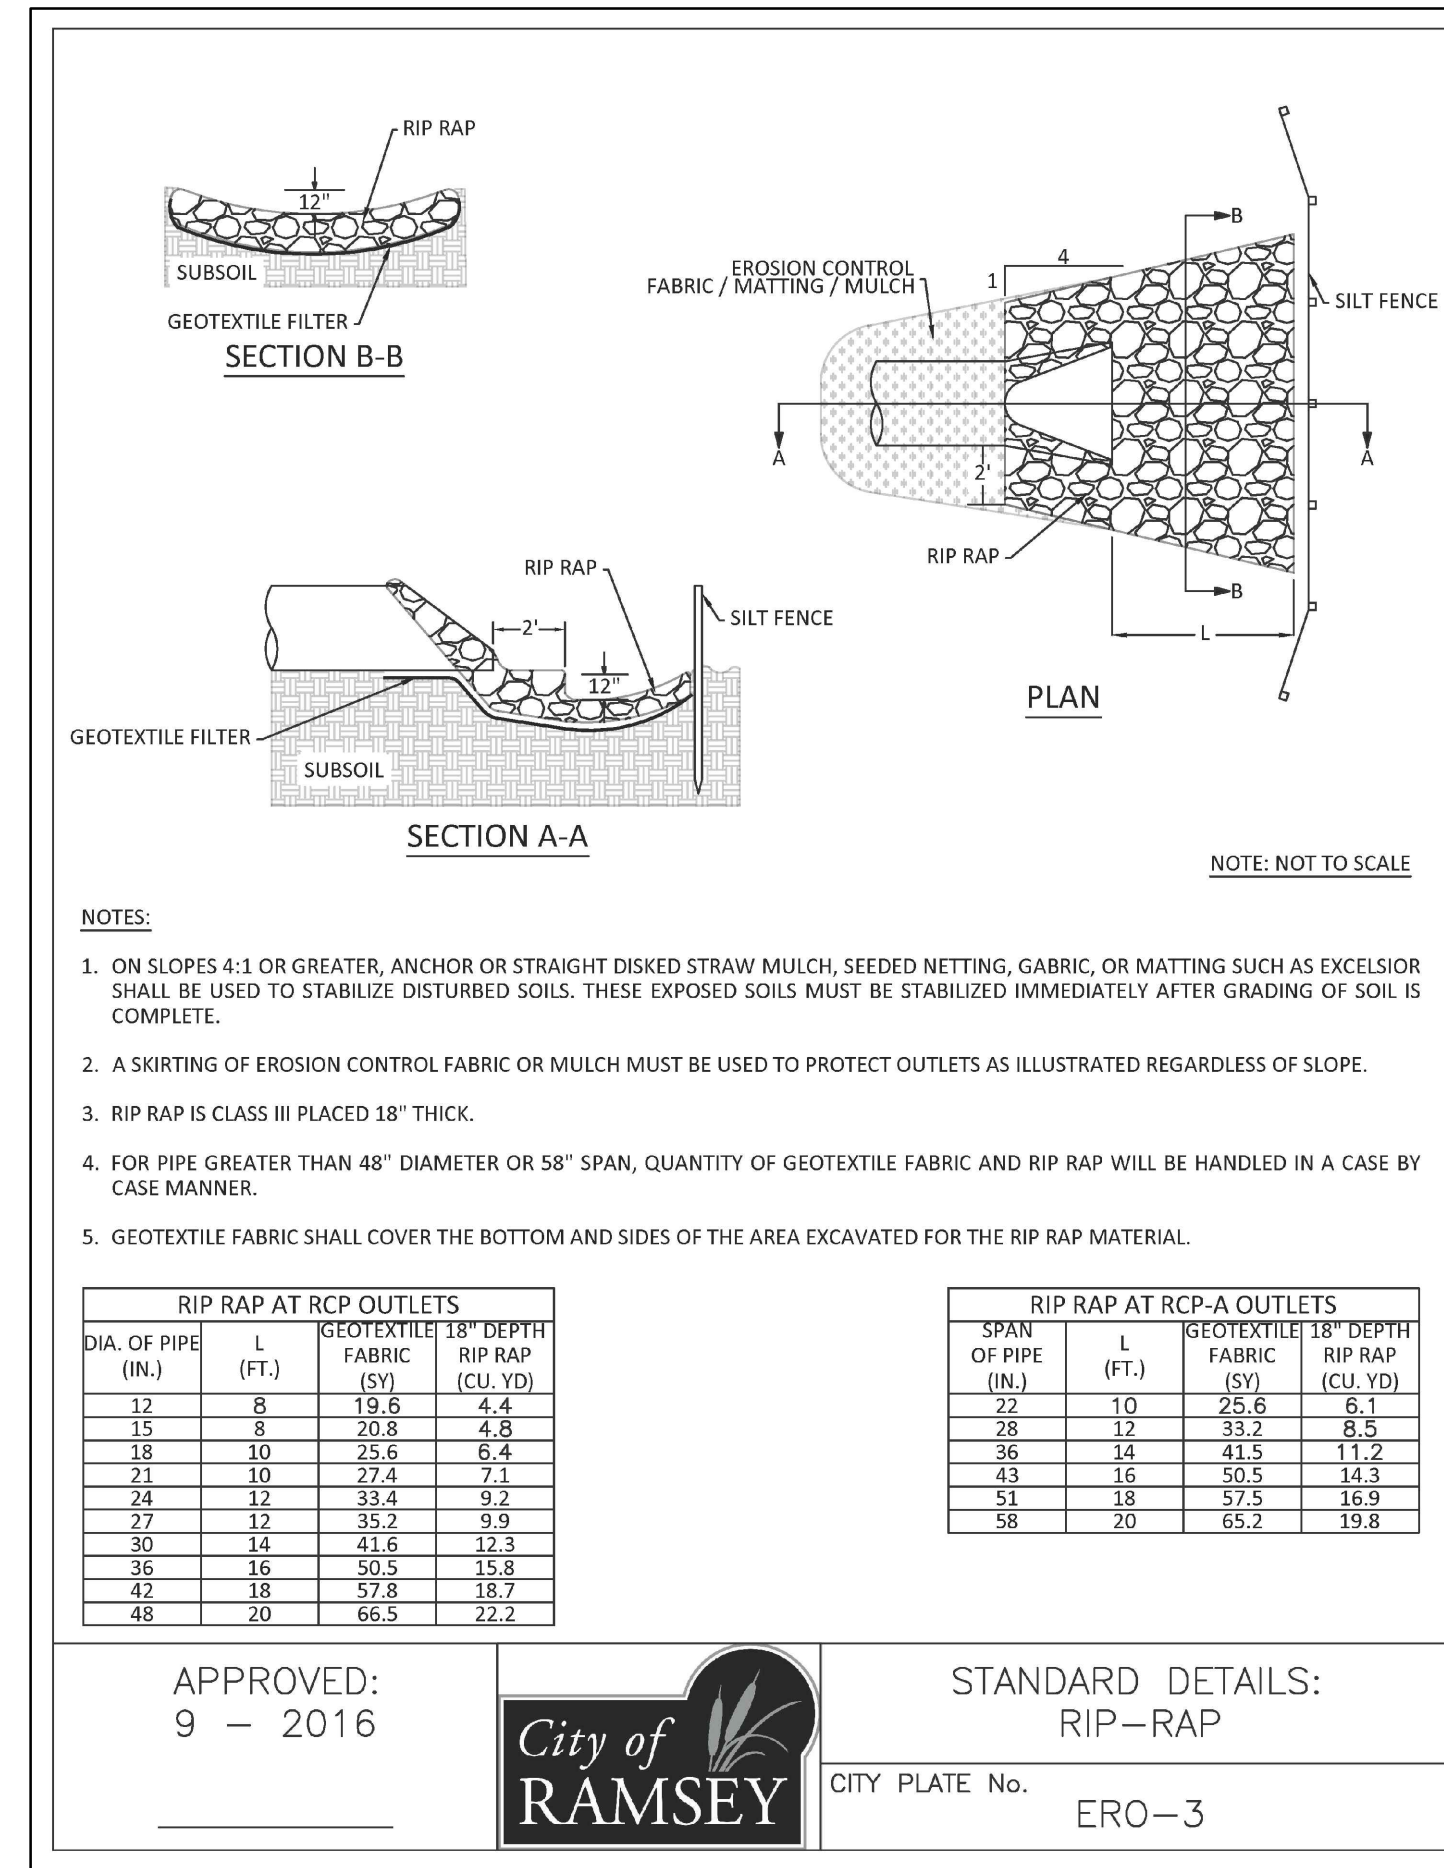 RIP RAP
12"
SUBSOIL
GEOTEXTILE FILTER
SECTION B-B
EROSION CONTROL
FABRIC / MATTING / MULCH
1
4
B
SILT FENCE
A
A
2'
RIP RAP
B
L
PLAN
RIP RAP
2'
SILT FENCE
12"
GEOTEXTILE FILTER
SUBSOIL
SECTION A-A
NOTE: NOT TO SCALE
NOTES:
1. ON SLOPES 4:1 OR GREATER, ANCHOR OR STRAIGHT DISKED STRAW MULCH, SEEDED NETTING, GABRIC, OR MATTING SUCH AS EXCELSIOR
SHALL BE USED TO STABILIZE DISTURBED SOILS. THESE EXPOSED SOILS MUST BE STABILIZED IMMEDIATELY AFTER GRADING OF SOIL IS
COMPLETE.
2. A SKIRTING OF EROSION CONTROL FABRIC OR MULCH MUST BE USED TO PROTECT OUTLETS AS ILLUSTRATED REGARDLESS OF SLOPE.
3. RIP RAP IS CLASS III PLACED 18" THICK.
4. FOR PIPE GREATER THAN 48" DIAMETER OR 58" SPAN, QUANTITY OF GEOTEXTILE FABRIC AND RIP RAP WILL BE HANDLED IN A CASE BY
CASE MANNER.
5. GEOTEXTILE FABRIC SHALL COVER THE BOTTOM AND SIDES OF THE AREA EXCAVATED FOR THE RIP RAP MATERIAL.
RIP RAP AT RCP OUTLETS
DIA. OF PIPE (IN.) L (FT.) GEOTEXTILE FABRIC (SY) 18" DEPTH RIP RAP (CU. YD)
12 8 19.6 4.4
15 8 20.8 4.8
18 10 25.6 6.4
21 10 27.4 7.1
24 12 33.4 9.2
27 12 35.2 9.9
30 14 41.6 12.3
36 16 50.5 15.8
42 18 57.8 18.7
48 20 66.5 22.2
RIP RAP AT RCP-A OUTLETS
SPAN OF PIPE (IN.) L (FT.) GEOTEXTILE FABRIC (SY) 18" DEPTH RIP RAP (CU. YD)
22 10 25.6 6.1
28 12 33.2 8.5
36 14 41.5 11.2
43 16 50.5 14.3
51 18 57.5 16.9
58 20 65.2 19.8
APPROVED:
9 - 2016
City of
RAMSEY
STANDARD DETAILS:
RIP-RAP
CITY PLATE No.
ERO-3